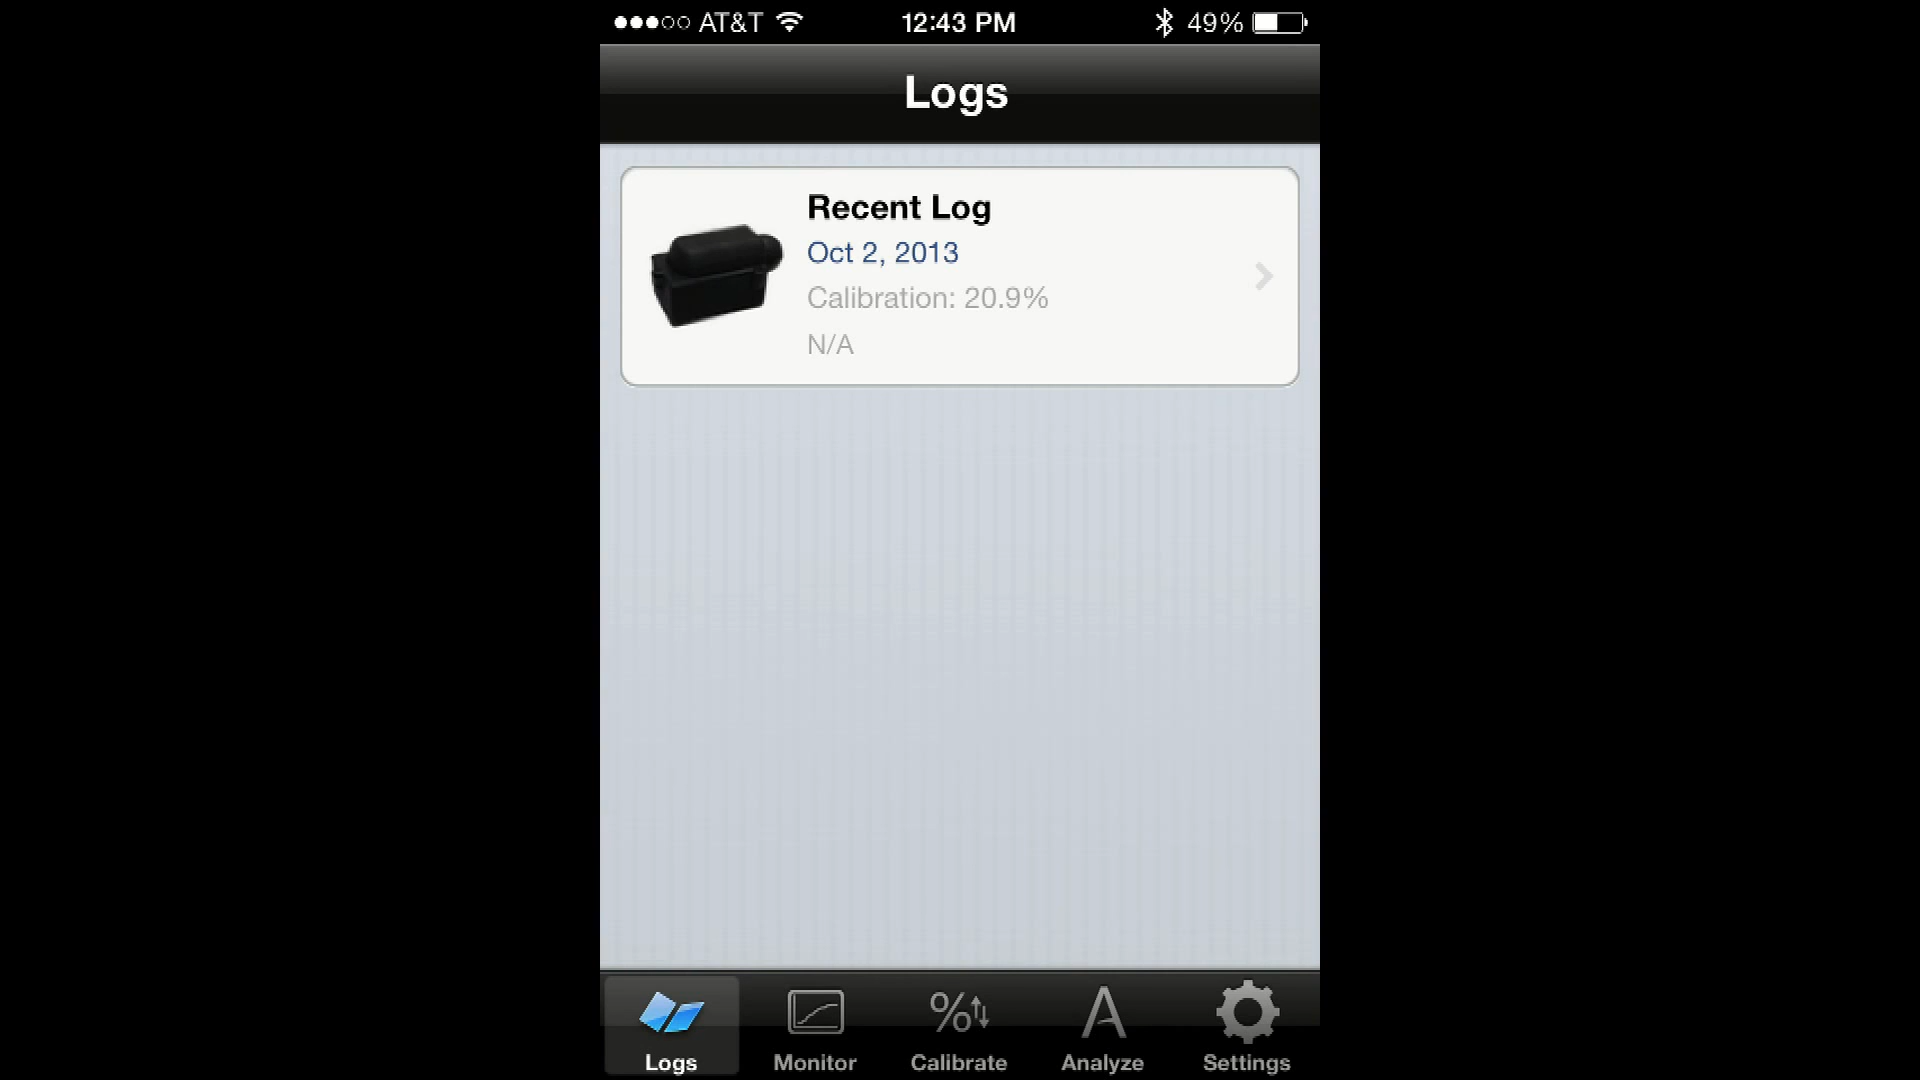 AT&T 12:43 PM 49%
Logs
Recent Log
Oct 2, 2013
Calibration: 20.9%
N/A
Logs Monitor Calibrate Analyze Settings